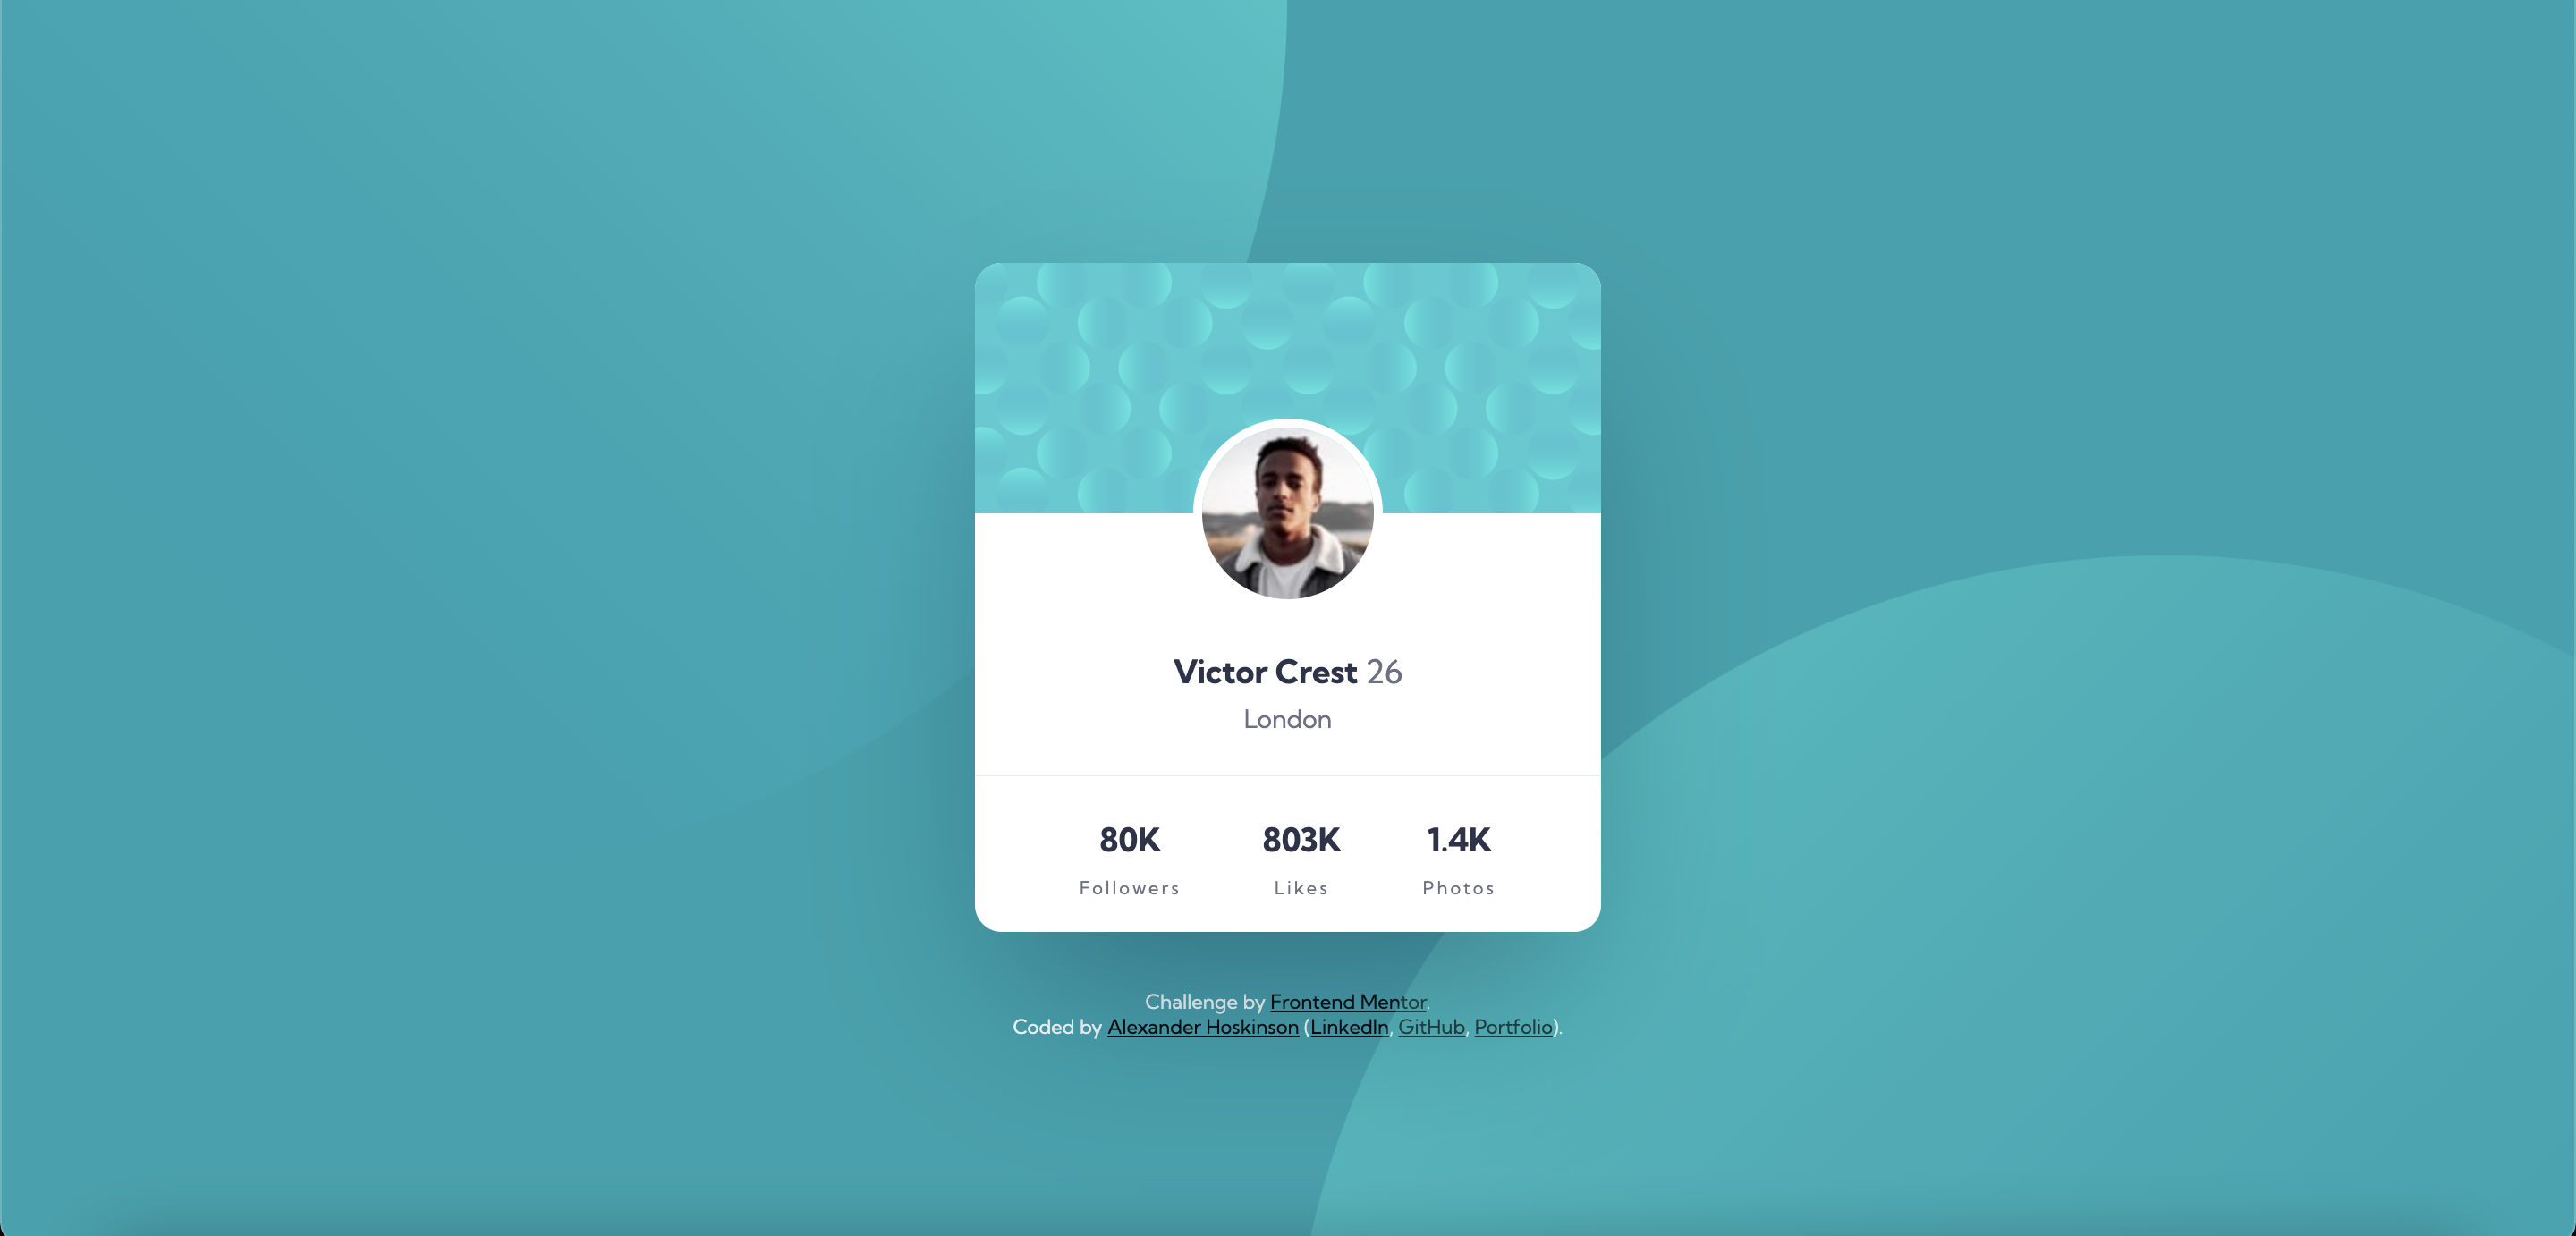 Victor Crest 26
London
80K 803K 1.4K
Followers Likes Photos
Challenge by Frontend Mentor.
Coded by Alexander Hoskinson (LinkedIn, GitHub, Portfolio).